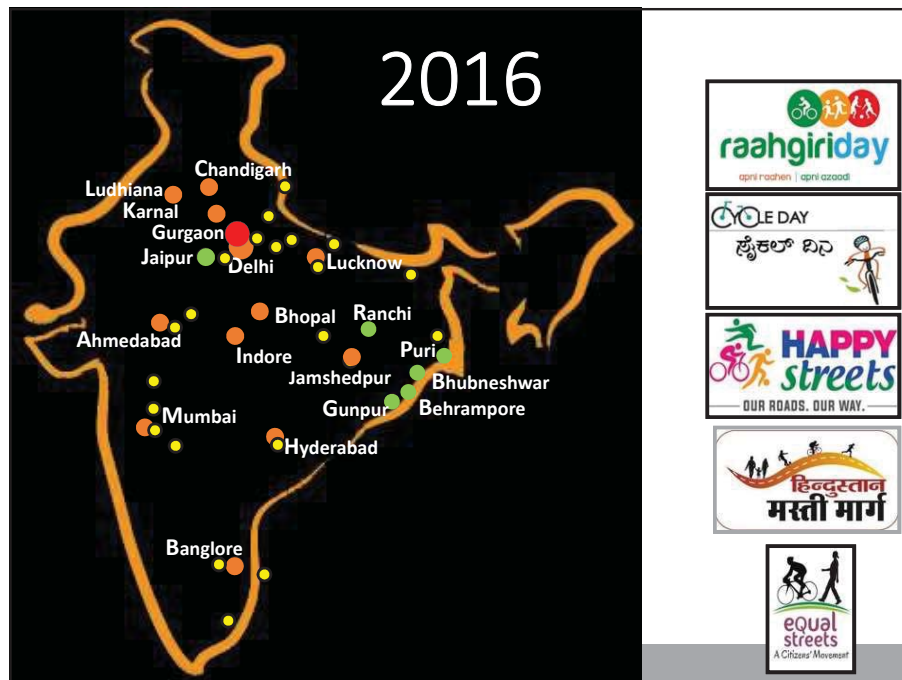 2016
Chandigarh
Ludhiana
Karnal
Gurgaon
Jaipur
Delhi
Lucknow
Bhopal
Ranchi
Ahmedabad
Indore
Puri
Jamshedpur
Bhubneshwar
Gunpur
Behrampore
Mumbai
Hyderabad
Banglore
raahgiriday
apni raahen | apni azaadi
CYCLE DAY
ಸೈಕಲ್ ದಿನ
HAPPY
streets
OUR ROADS. OUR WAY.
हिन्दुस्तान
मस्ती मार्ग
equal
streets
A Citizens' Movement